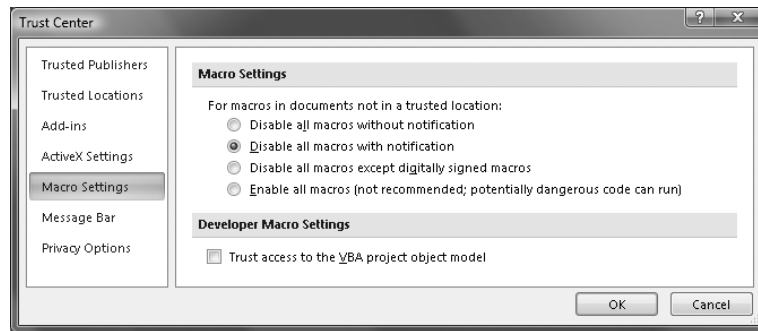 Trust Center
? X
Trusted Publishers
Trusted Locations
Add-ins
ActiveX Settings
Macro Settings
Message Bar
Privacy Options
Macro Settings
For macros in documents not in a trusted location:
Disable all macros without notification
Disable all macros with notification
Disable all macros except digitally signed macros
Enable all macros (not recommended; potentially dangerous code can run)
Developer Macro Settings
Trust access to the VBA project object model
OK Cancel